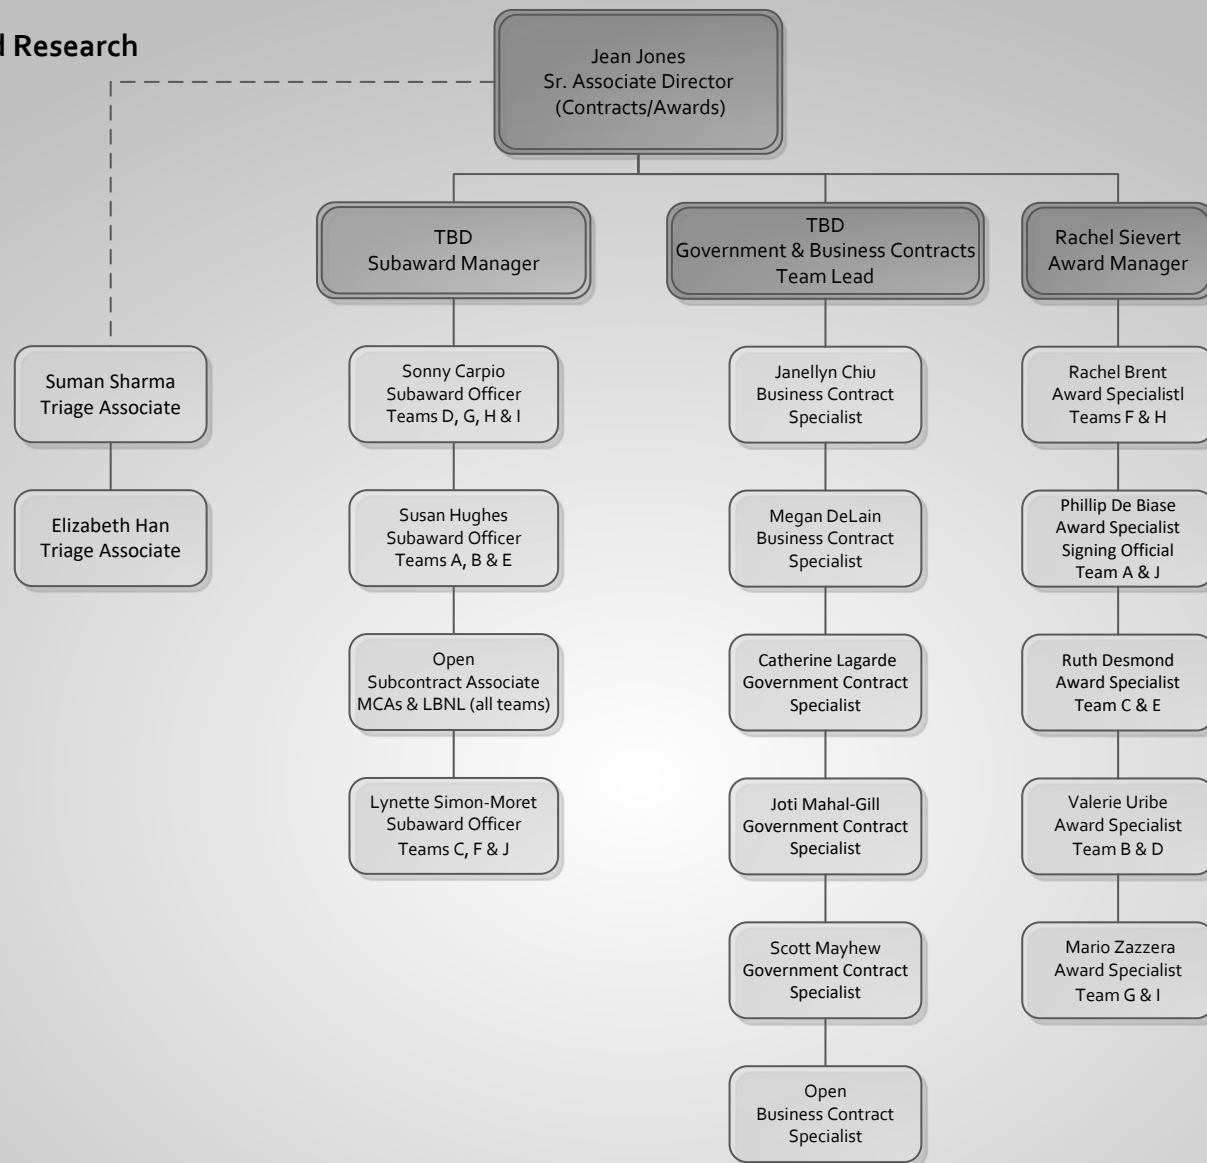 d Research
Jean Jones
Sr. Associate Director
(Contracts/Awards)
TBD
Subaward Manager
TBD
Government & Business Contracts
Team Lead
Rachel Sievert
Award Manager
Suman Sharma
Triage Associate
Elizabeth Han
Triage Associate
Sonny Carpio
Subaward Officer
Teams D, G, H & I
Susan Hughes
Subaward Officer
Teams A, B & E
Open
Subcontract Associate
MCAs & LBNL (all teams)
Lynette Simon-Moret
Subaward Officer
Teams C, F & J
Janellyn Chiu
Business Contract
Specialist
Megan DeLain
Business Contract
Specialist
Catherine Lagarde
Government Contract
Specialist
Joti Mahal-Gill
Government Contract
Specialist
Scott Mayhew
Government Contract
Specialist
Open
Business Contract
Specialist
Rachel Brent
Award Specialistl
Teams F & H
Phillip De Biase
Award Specialist
Signing Official
Team A & J
Ruth Desmond
Award Specialist
Team C & E
Valerie Uribe
Award Specialist
Team B & D
Mario Zazzera
Award Specialist
Team G & I